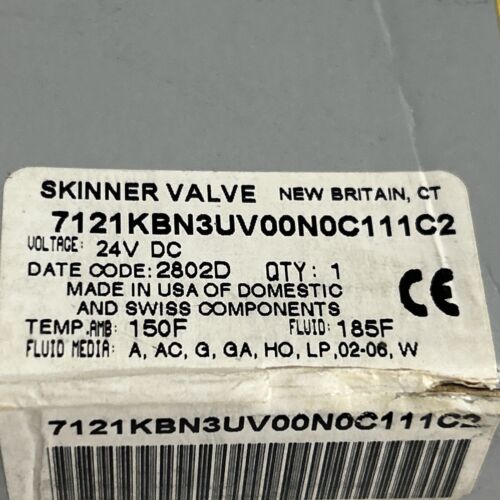 SKINNER VALVE NEW BRITAIN, CT
7121KBN3UV00N0C111C2
VOLTAGE: 24V DC
DATE CODE: 2802D QTY: 1
MADE IN USA OF DOMESTIC
AND SWISS COMPONENTS
CE
TEMP. AMB: 150F FLUID: 185F
FLUID MEDIA: A, AC, G, GA, HO, LP, 02-06, W
7121KBN3UV00N0C111C2